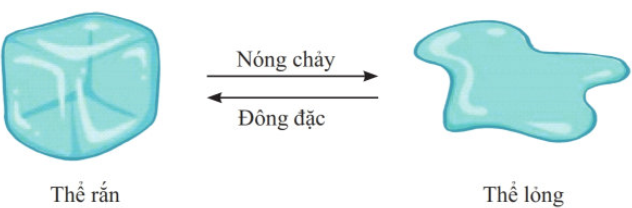 Nóng chảy
Đông đặc
Thể rắn
Thể lỏng